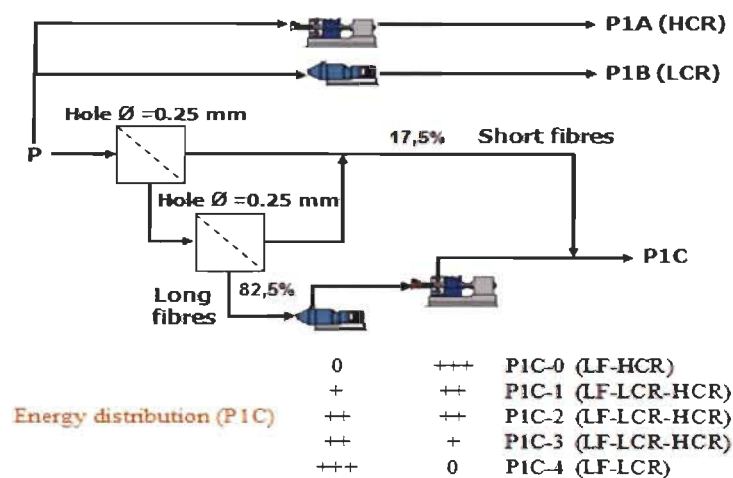 P1A (HCR)
P1B (LCR)
Hole Ø =0.25 mm
P
17,5%
Short fibres
Hole Ø =0.25 mm
P1C
Long
fibres
82,5%
0 +++ P1C-0 (LF-HCR)
+ ++ P1C-1 (LF-LCR-HCR)
Energy distribution (P1C) ++ ++ P1C-2 (LF-LCR-HCR)
++ + P1C-3 (LF-LCR-HCR)
+++ 0 P1C-4 (LF-LCR)